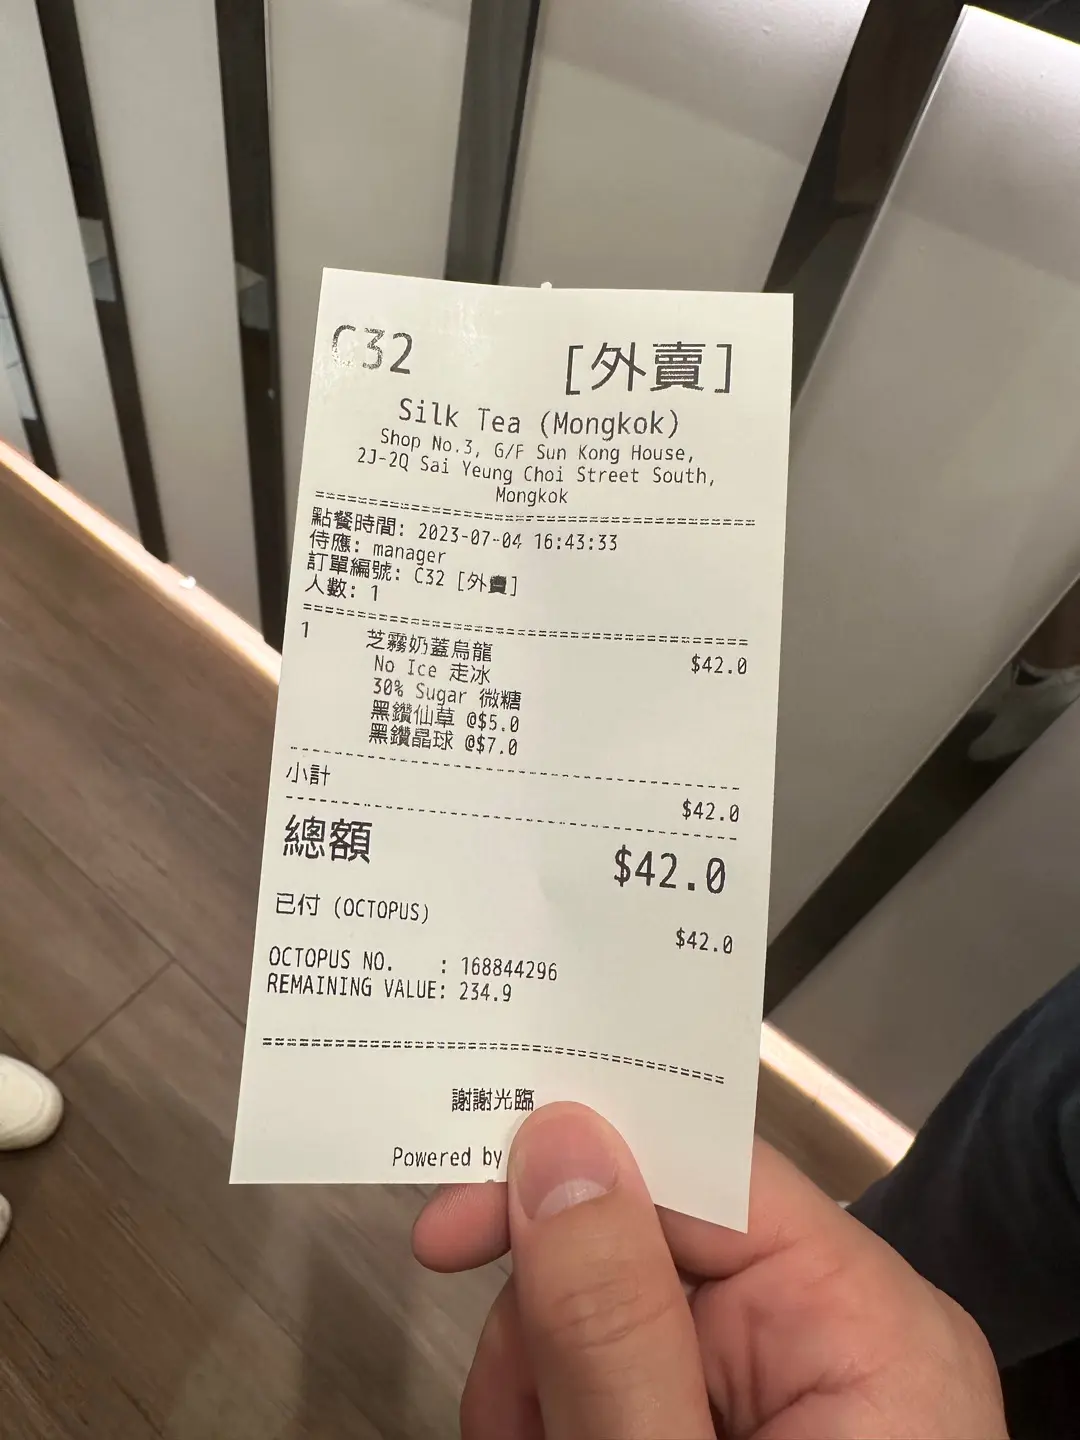 C32 [外賣]
Silk Tea (Mongkok)
Shop No.3, G/F Sun Kong House,
2J-2Q Sai Yeung Choi Street South,
Mongkok
點餐時間: 2023-07-04 16:43:33
侍應: manager
訂單編號: C32 [外賣]
人數: 1
1 芝霧奶蓋烏龍 $42.0
No Ice 走冰
30% Sugar 微糖
黑鑽仙草 @$5.0
黑鑽晶球 @$7.0
小計 $42.0
總額 $42.0
已付 (OCTOPUS) $42.0
OCTOPUS NO. : 168844296
REMAINING VALUE: 234.9
謝謝光臨
Powered by